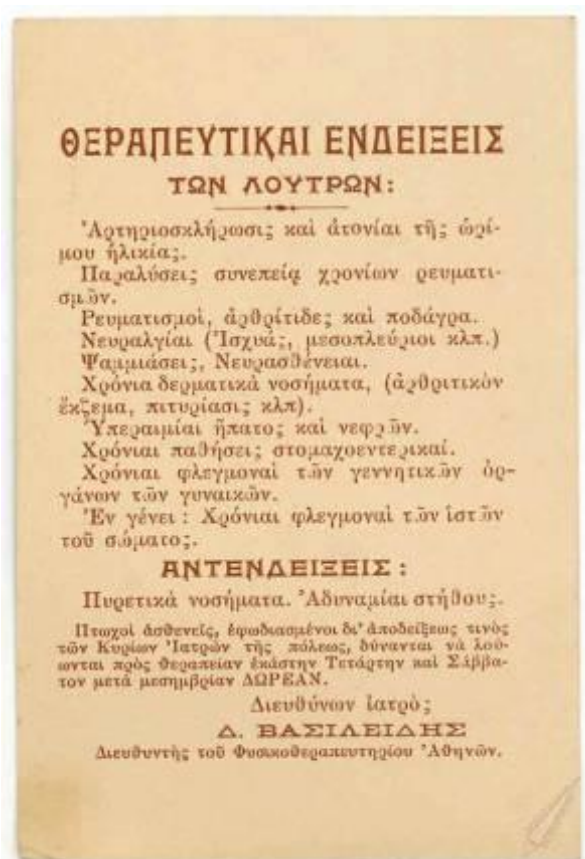 ΘΕΡΑΠΕΥΤΙΚΑΙ ΕΝΔΕΙΞΕΙΣ
ΤΩΝ ΛΟΥΤΡΩΝ:
Ἀρτηριοσκλήρωσις καὶ ἀτονίαι τῆς ὡρί-
μου ἡλικίας.
Παραλύσεις συνεπείᾳ χρονίων ρευματι-
σμῶν.
Ρευματισμοί, ἀρθρίτιδες καὶ ποδάγρα.
Νευραλγίαι (Ἰσχυάς, μεσοπλεύριοι κλπ.)
Ψαμμιάσεις, Νευρασθένειαι.
Χρόνια δερματικὰ νοσήματα, (ἀρθριτικὸν
ἔκζεμα, πιτυρίασις κλπ).
Ὑπεραιμίαι ἥπατος καὶ νεφρῶν.
Χρόνιαι παθήσεις στομαχοεντερικαί.
Χρόνιαι φλεγμοναὶ τῶν γεννητικῶν ὀρ-
γάνων τῶν γυναικῶν.
Ἐν γένει : Χρόνιαι φλεγμοναὶ τῶν ἱστῶν
τοῦ σώματος.
ΑΝΤΕΝΔΕΙΞΕΙΣ :
Πυρετικὰ νοσήματα. Ἀδυναμίαι στήθους.
Πτωχοὶ ἀσθενεῖς, ἐφωδιασμένοι δι' ἀποδείξεως τινὸς
τῶν Κυρίων Ἰατρῶν τῆς πόλεως, δύνανται νὰ λού-
ωνται πρὸς θεραπείαν ἑκάστην Τετάρτην καὶ Σάββα-
τον μετὰ μεσημβρίαν ΔΩΡΕΑΝ.
Διευθύνων ἰατρὸς
Δ. ΒΑΣΙΛΕΙΔΗΣ
Διευθυντὴς τοῦ Φυσικοθεραπευτηρίου Ἀθηνῶν.